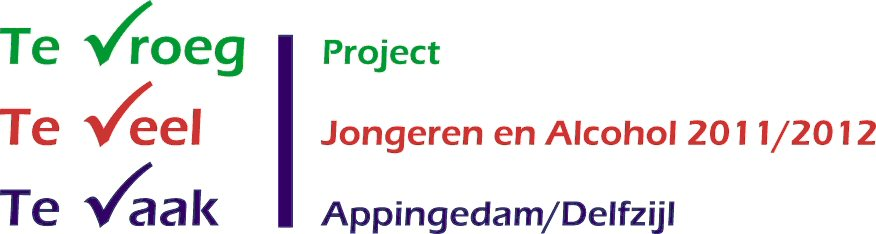 Te Vroeg
Te Veel
Te Vaak
Project
Jongeren en Alcohol 2011/2012
Appingedam/Delfzijl